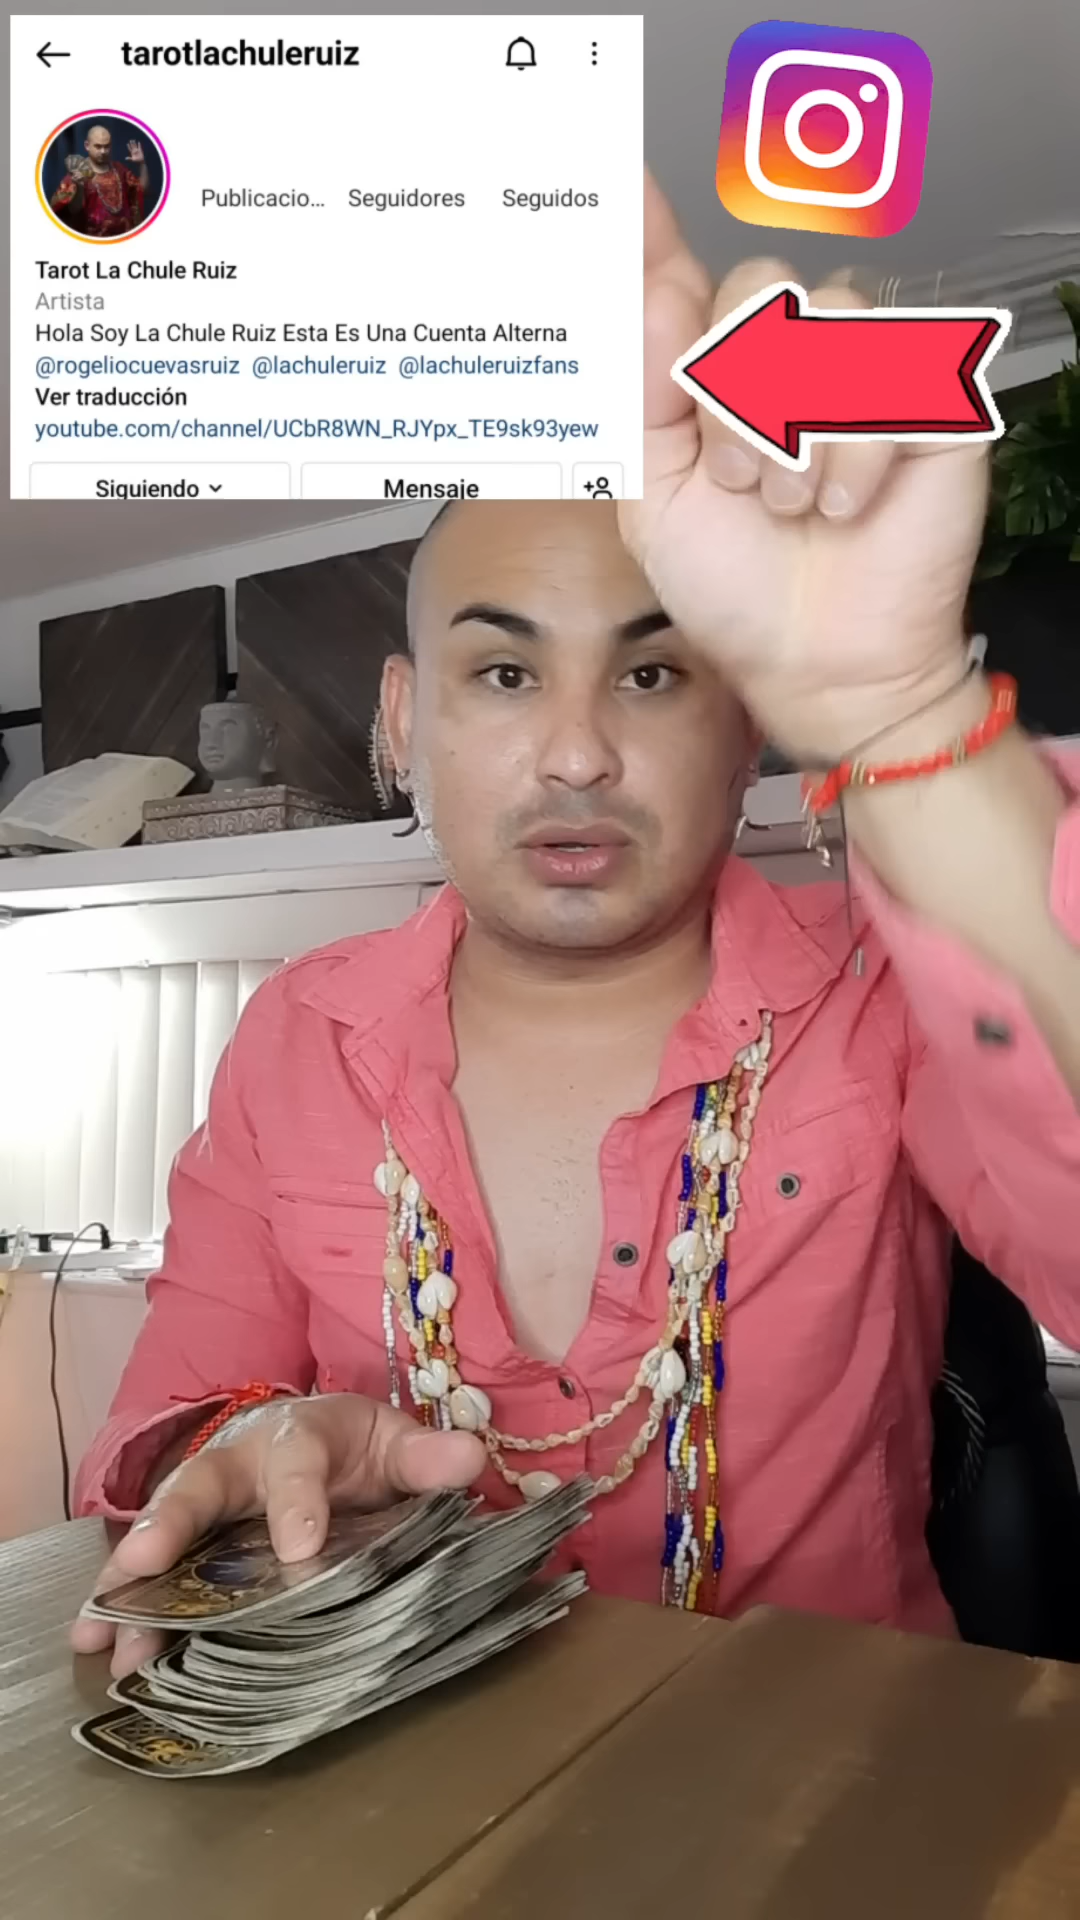 tarotlachuleruiz
Publicacio... Seguidores Seguidos
Tarot La Chule Ruiz
Artista
Hola Soy La Chule Ruiz Esta Es Una Cuenta Alterna
@rogeliocuevasruiz @lachuleruiz @lachuleruizfans
Ver traducción
youtube.com/channel/UCbR8WN_RJYpx_TE9sk93yew
Siguiendo Mensaje